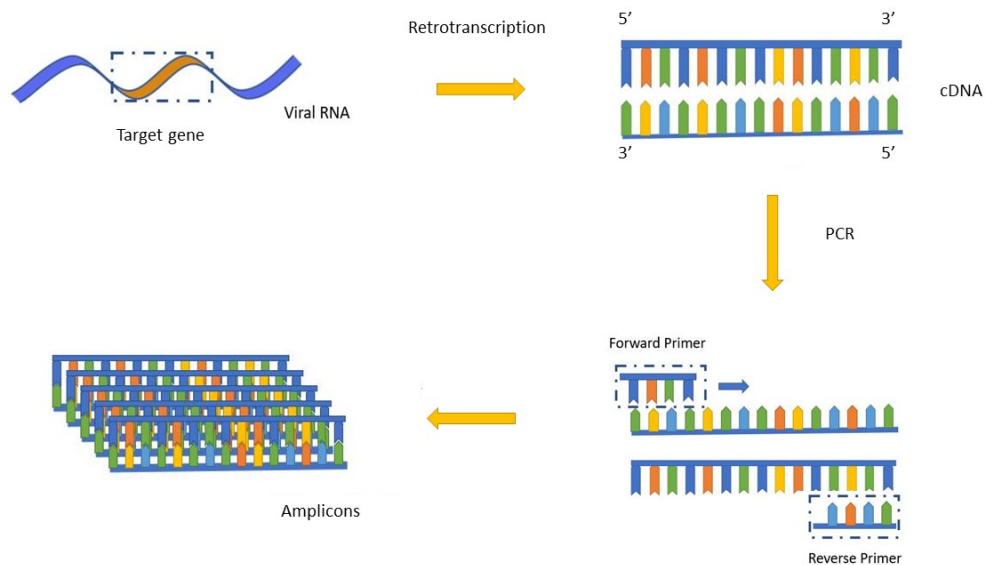 Retrotranscription
5’ 3’
Viral RNA
Target gene
cDNA
3’ 5’
PCR
Forward Primer
Amplicons
Reverse Primer